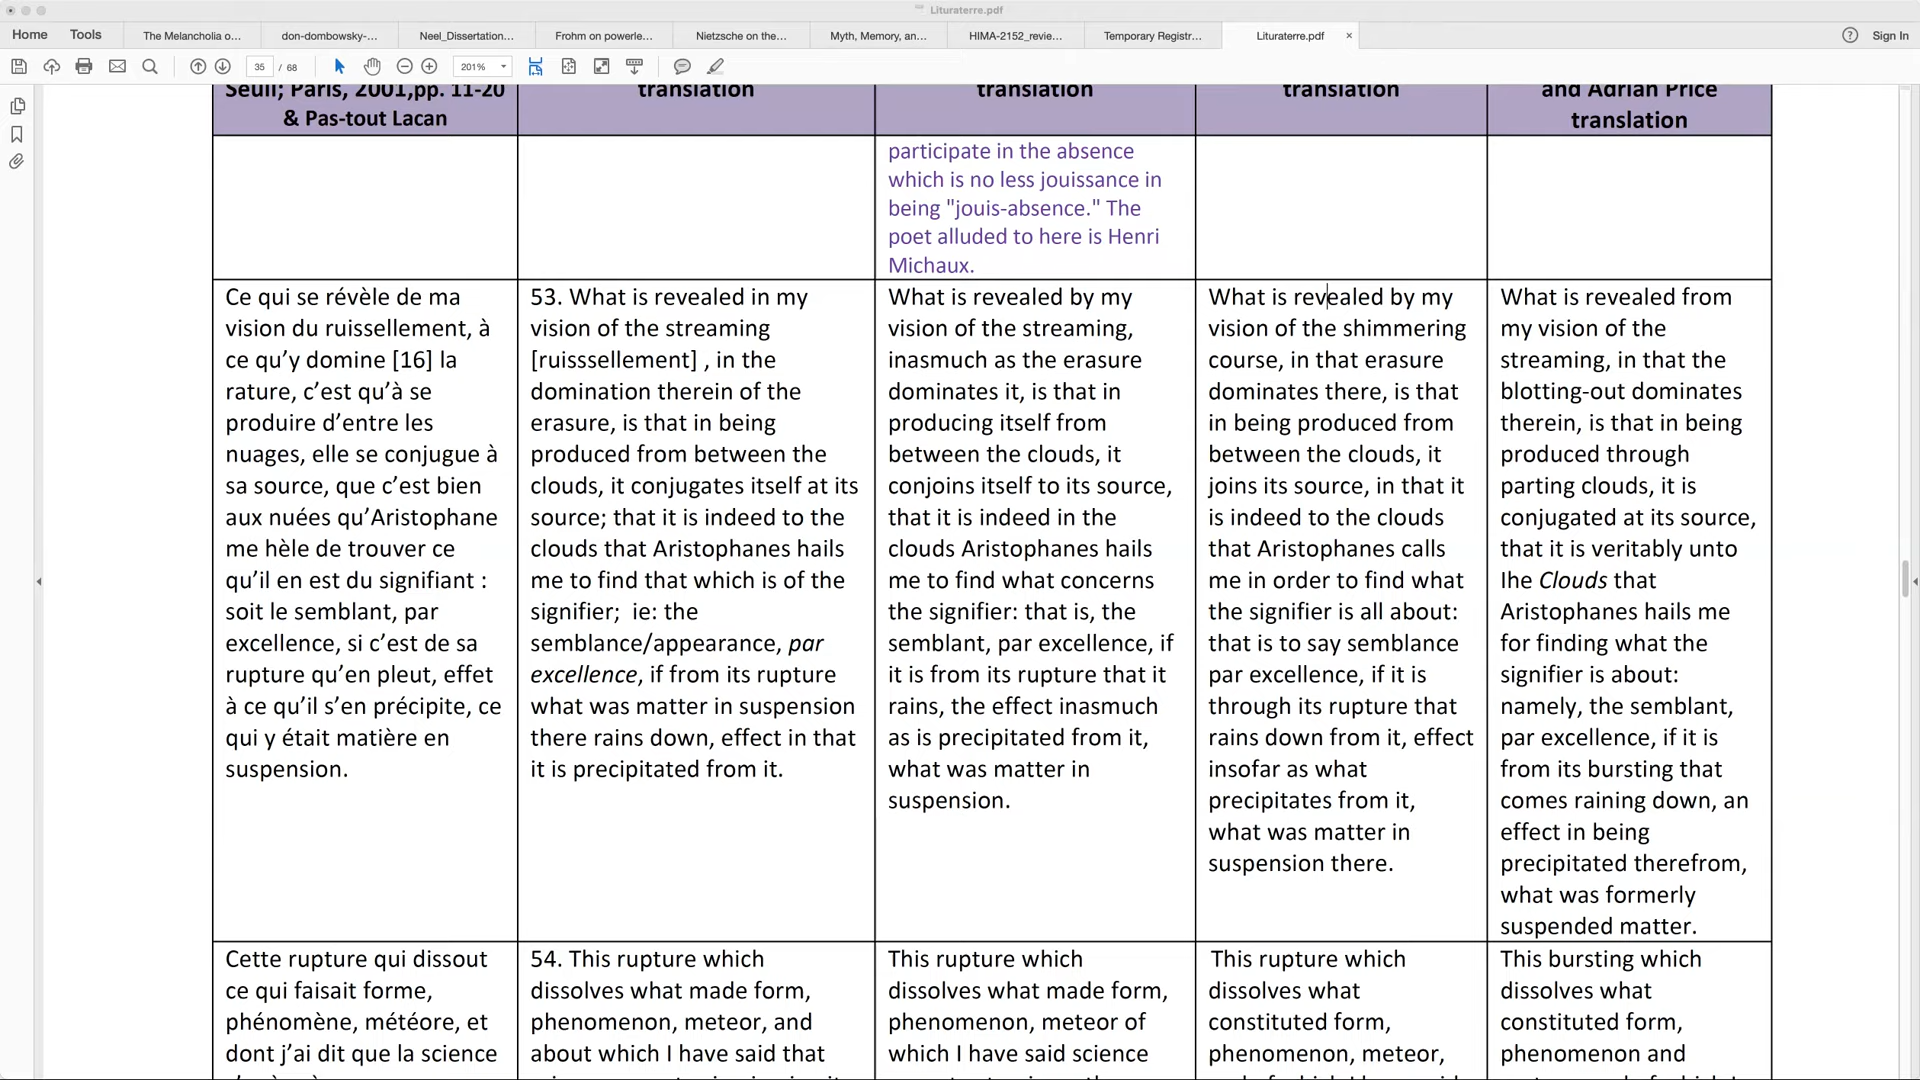 Lituraterre.pdf
Home
Tools
The Melancholia o...
don-dombowsky-...
Neel_Dissertation...
Frohm on powerle...
Nietzsche on the...
Myth, Memory, an...
HIMA-2152_revie...
Temporary Registr...
Lituraterre.pdf
Sign In
35 / 68
201%
Seuil; Paris, 2001,pp. 11-20
& Pas-tout Lacan
translation
translation
translation
and Adrian Price
translation
participate in the absence
which is no less jouissance in
being "jouis-absence." The
poet alluded to here is Henri
Michaux.
Ce qui se révèle de ma
vision du ruissellement, à
ce qu’y domine [16] la
rature, c’est qu’à se
produire d’entre les
nuages, elle se conjugue à
sa source, que c’est bien
aux nuées qu’Aristophane
me hèle de trouver ce
qu’il en est du signifiant :
soit le semblant, par
excellence, si c’est de sa
rupture qu’en pleut, effet
à ce qu’il s’en précipite, ce
qui y était matière en
suspension.
53. What is revealed in my
vision of the streaming
[ruisssellement] , in the
domination therein of the
erasure, is that in being
produced from between the
clouds, it conjugates itself at its
source; that it is indeed to the
clouds that Aristophanes hails
me to find that which is of the
signifier;  ie: the
semblance/appearance, par
excellence, if from its rupture
what was matter in suspension
there rains down, effect in that
it is precipitated from it.
What is revealed by my
vision of the streaming,
inasmuch as the erasure
dominates it, is that in
producing itself from
between the clouds, it
conjoins itself to its source,
that it is indeed in the
clouds Aristophanes hails
me to find what concerns
the signifier: that is, the
semblant, par excellence, if
it is from its rupture that it
rains, the effect inasmuch
as is precipitated from it,
what was matter in
suspension.
What is revealed by my
vision of the shimmering
course, in that erasure
dominates there, is that
in being produced from
between the clouds, it
joins its source, in that it
is indeed to the clouds
that Aristophanes calls
me in order to find what
the signifier is all about:
that is to say semblance
par excellence, if it is
through its rupture that
rains down from it, effect
insofar as what
precipitates from it,
what was matter in
suspension there.
What is revealed from
my vision of the
streaming, in that the
blotting-out dominates
therein, is that in being
produced through
parting clouds, it is
conjugated at its source,
that it is veritably unto
Ihe Clouds that
Aristophanes hails me
for finding what the
signifier is about:
namely, the semblant,
par excellence, if it is
from its bursting that
comes raining down, an
effect in being
precipitated therefrom,
what was formerly
suspended matter.
Cette rupture qui dissout
ce qui faisait forme,
phénomène, météore, et
dont j’ai dit que la science
54. This rupture which
dissolves what made form,
phenomenon, meteor, and
about which I have said that
This rupture which
dissolves what made form,
phenomenon, meteor of
which I have said science
This rupture which
dissolves what
constituted form,
phenomenon, meteor,
This bursting which
dissolves what
constituted form,
phenomenon and